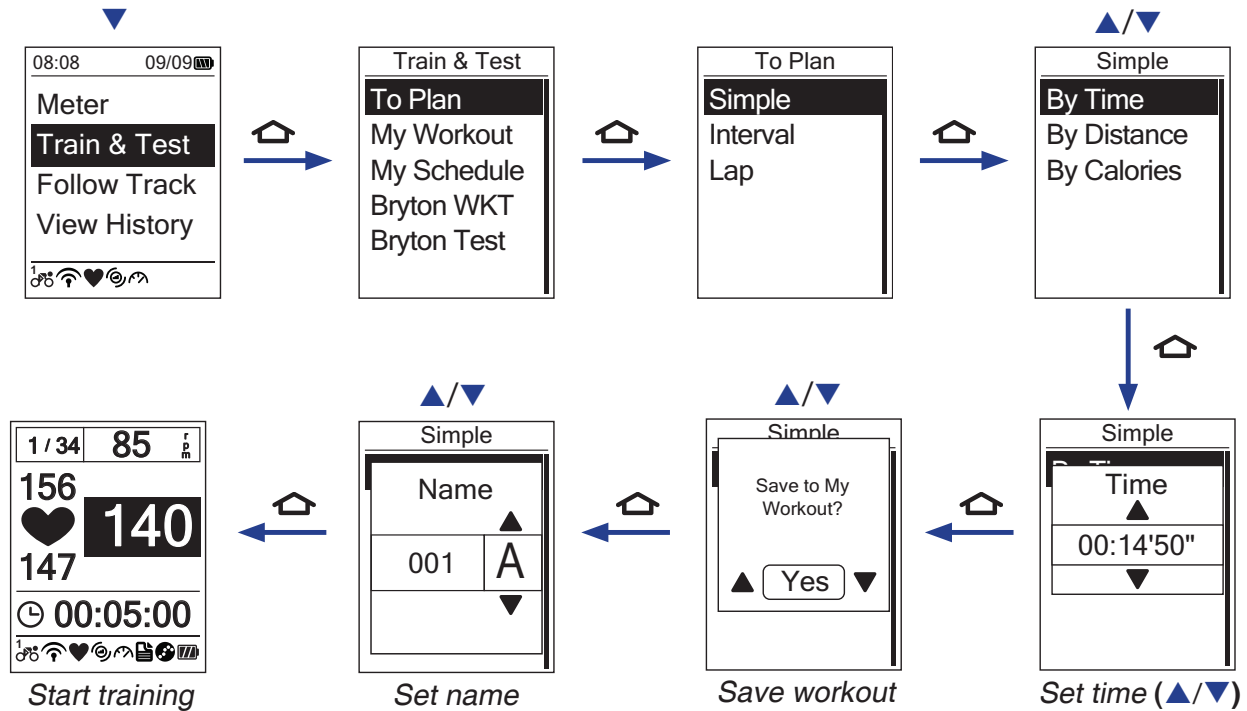 ▼
08:08 09/09
Meter
Train & Test
Follow Track
View History
1
Train & Test
To Plan
My Workout
My Schedule
Bryton WKT
Bryton Test
To Plan
Simple
Interval
Lap
▲/▼
Simple
By Time
By Distance
By Calories
Simple
Time
▲
00:14'50"
▼
Set time (▲/▼)
▲/▼
Simple
Save to My
Workout?
▲ Yes ▼
Save workout
▲/▼
Simple
Name
▲
001 A
▼
Set name
1 / 34 85 rpm
156
140
147
00:05:00
1
Start training